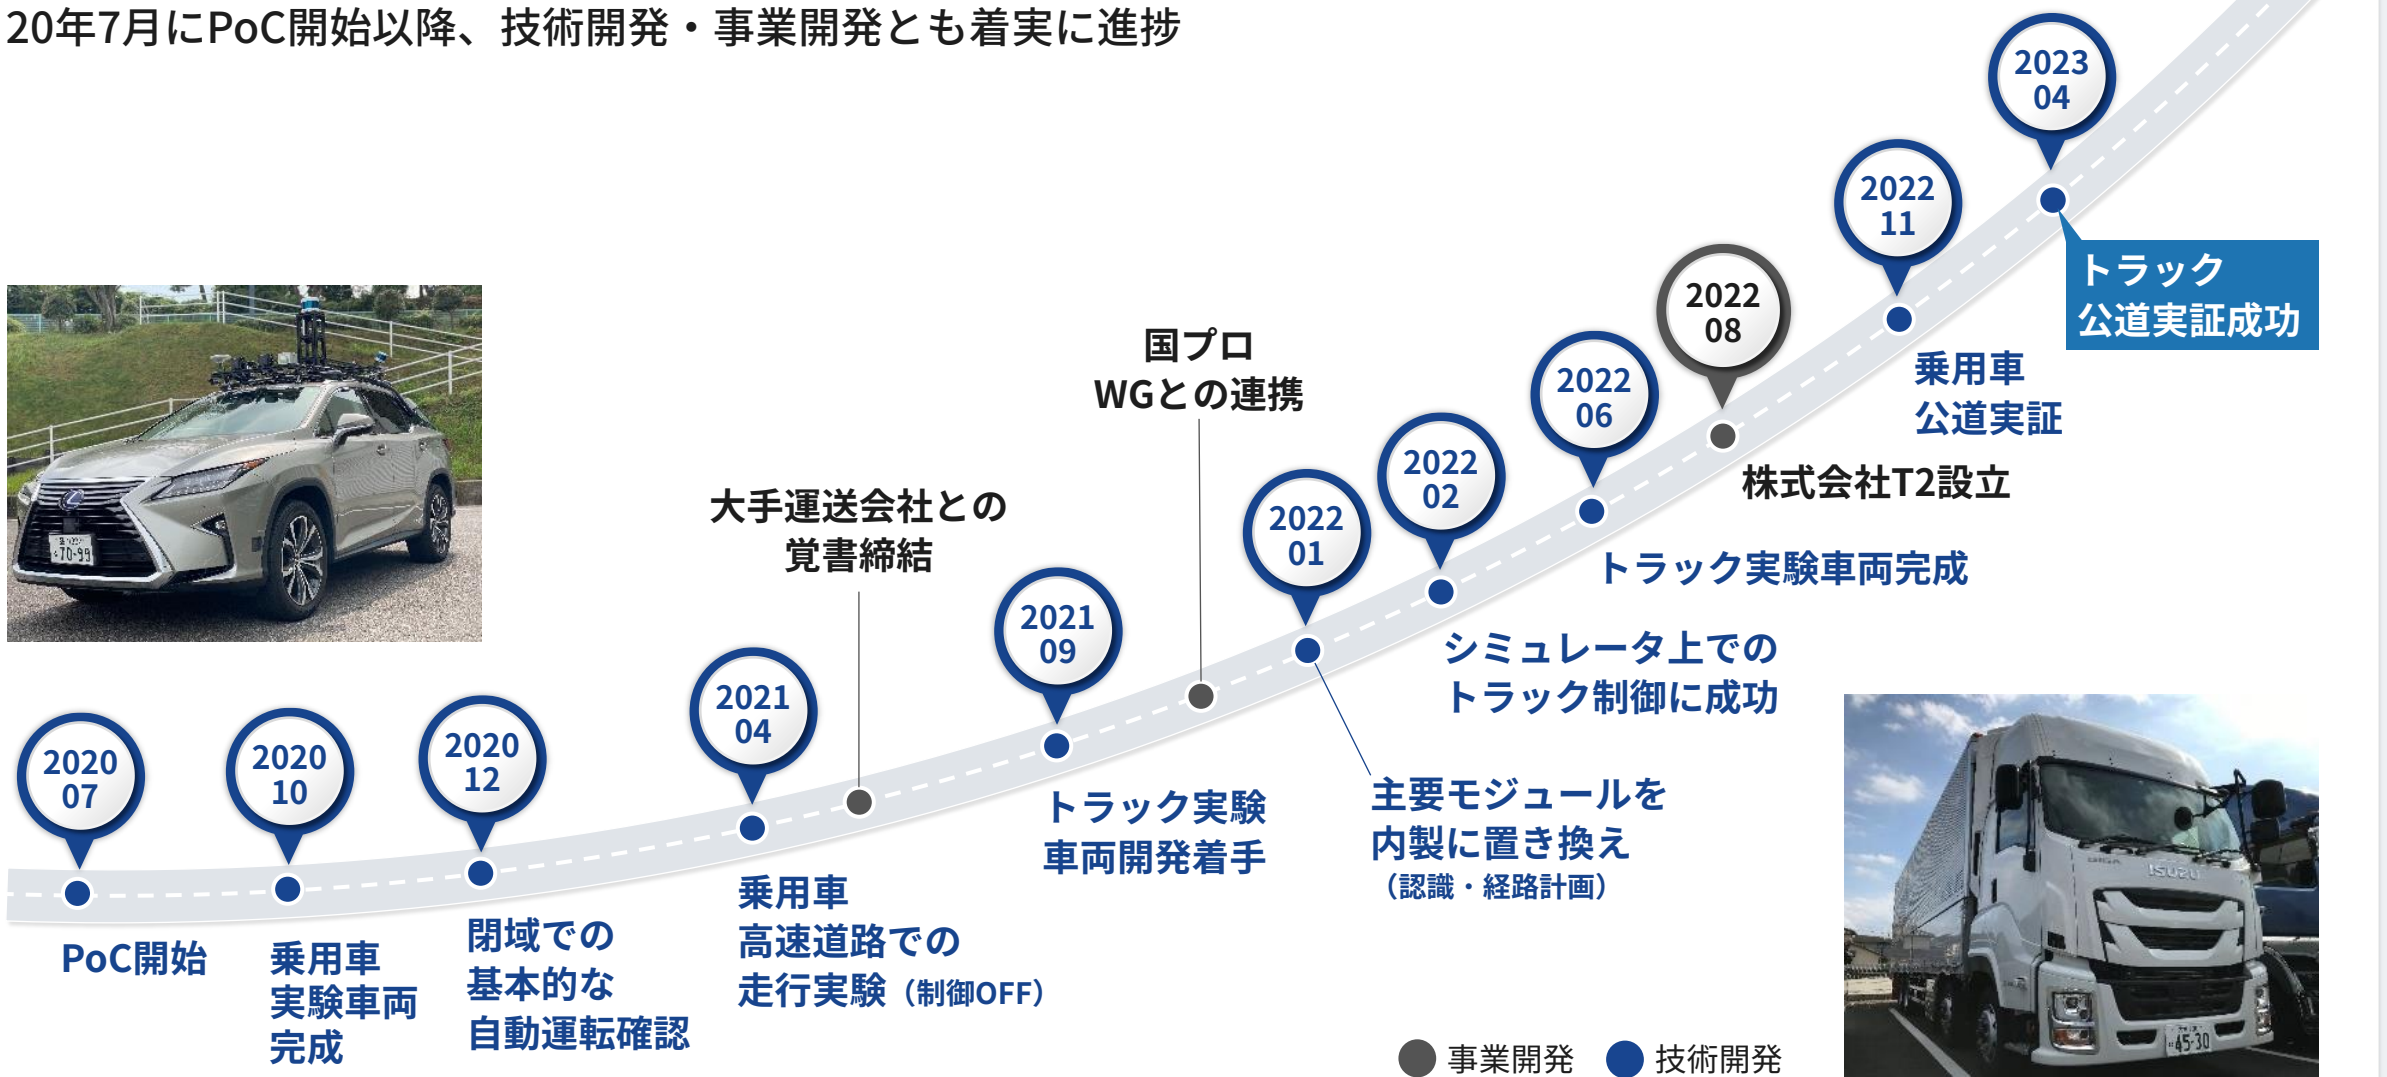 20年7月にPoC開始以降、技術開発・事業開発とも着実に進捗
2020
07
PoC開始
2020
10
乗用車
実験車両
完成
2020
12
閉域での
基本的な
自動運転確認
2021
04
乗用車
高速道路での
走行実験（制御OFF）
大手運送会社との
覚書締結
2021
09
トラック実験
車両開発着手
国プロ
WGとの連携
2022
01
主要モジュールを
内製に置き換え
（認識・経路計画）
2022
02
シミュレータ上での
トラック制御に成功
2022
06
トラック実験車両完成
2022
08
株式会社T2設立
2022
11
乗用車
公道実証
2023
04
トラック
公道実証成功
70-99
ISUZU
45-30
事業開発
技術開発